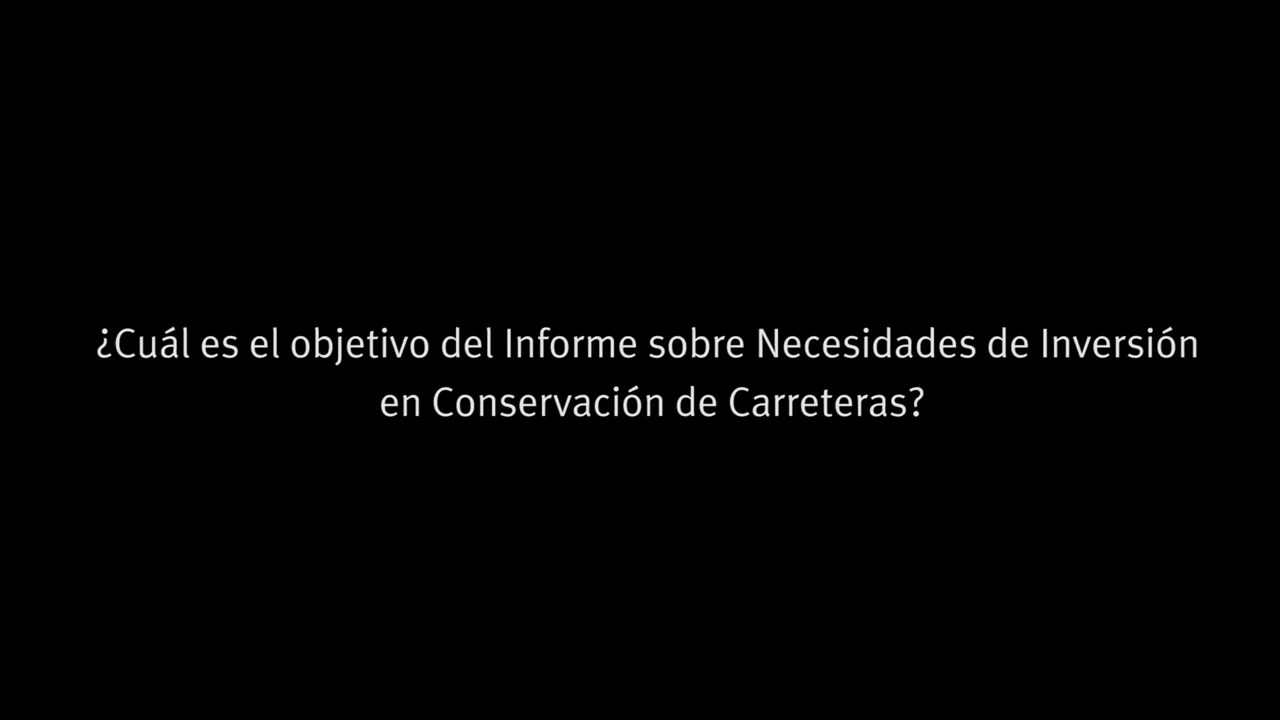 ¿Cuál es el objetivo del Informe sobre Necesidades de Inversión
en Conservación de Carreteras?